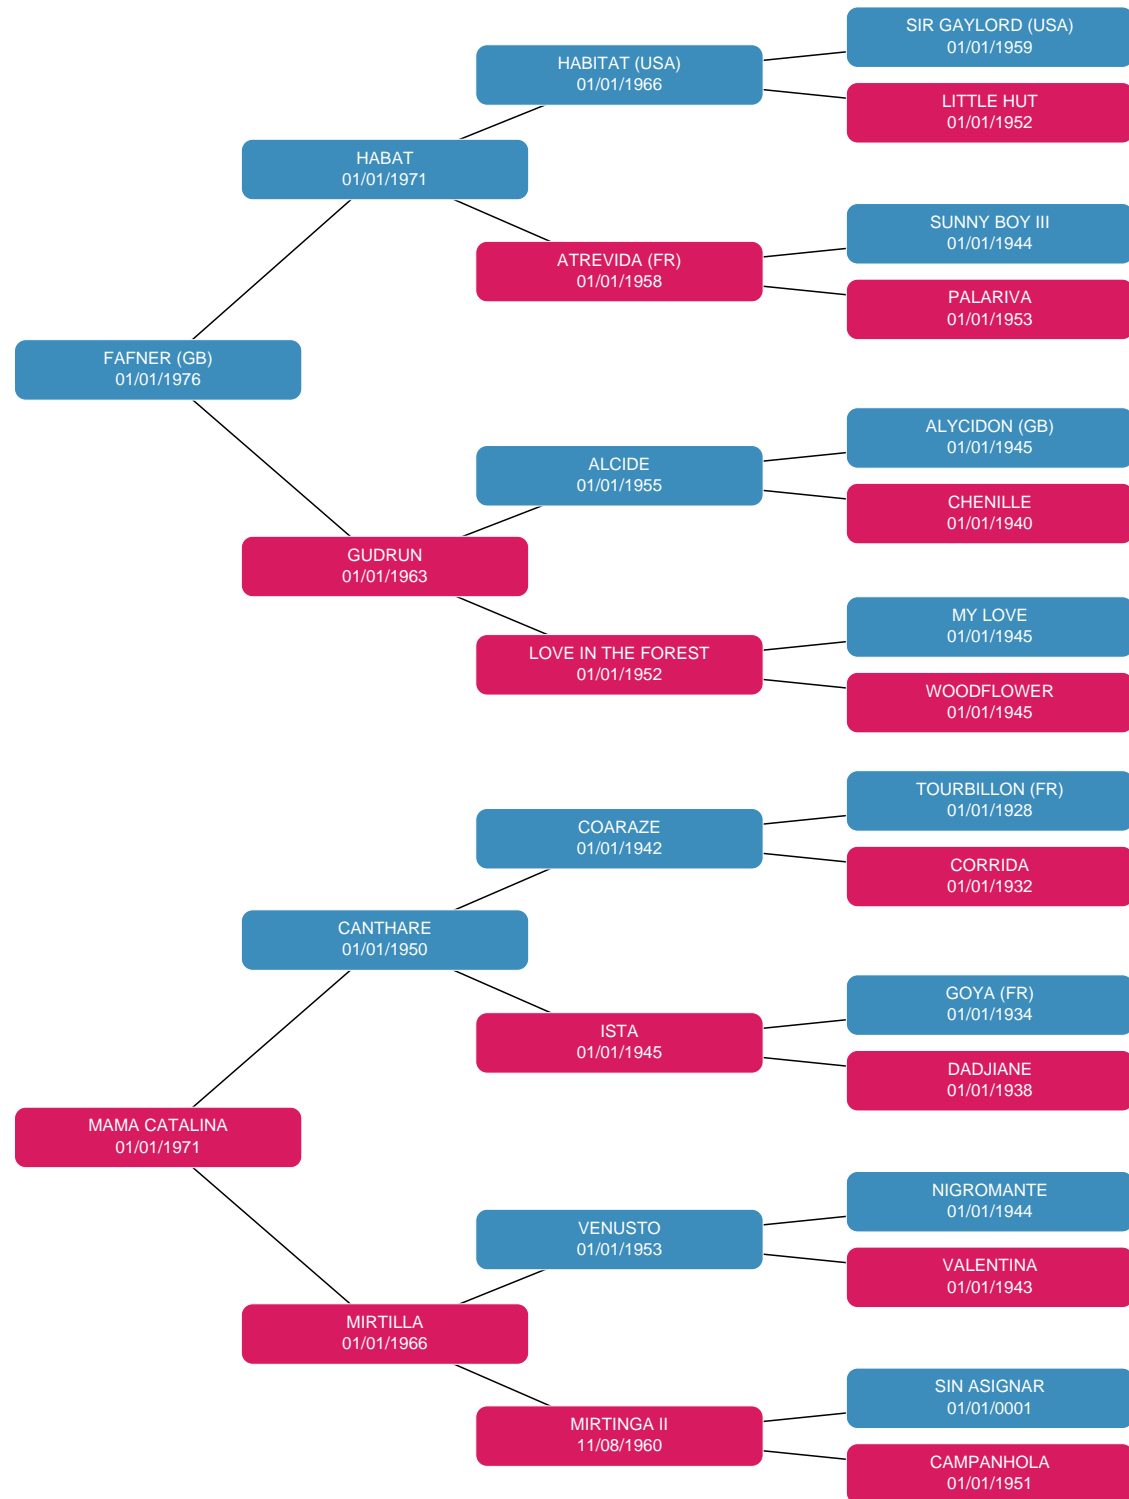 SIR GAYLORD (USA)
01/01/1959
HABITAT (USA)
01/01/1966
LITTLE HUT
01/01/1952
HABAT
01/01/1971
SUNNY BOY III
01/01/1944
ATREVIDA (FR)
01/01/1958
PALARIVA
01/01/1953
FAFNER (GB)
01/01/1976
ALYCIDON (GB)
01/01/1945
ALCIDE
01/01/1955
CHENILLE
01/01/1940
GUDRUN
01/01/1963
MY LOVE
01/01/1945
LOVE IN THE FOREST
01/01/1952
WOODFLOWER
01/01/1945
TOURBILLON (FR)
01/01/1928
COARAZE
01/01/1942
CORRIDA
01/01/1932
CANTHARE
01/01/1950
GOYA (FR)
01/01/1934
ISTA
01/01/1945
DADJIANE
01/01/1938
MAMA CATALINA
01/01/1971
NIGROMANTE
01/01/1944
VENUSTO
01/01/1953
VALENTINA
01/01/1943
MIRTILLA
01/01/1966
SIN ASIGNAR
01/01/0001
MIRTINGA II
11/08/1960
CAMPANHOLA
01/01/1951